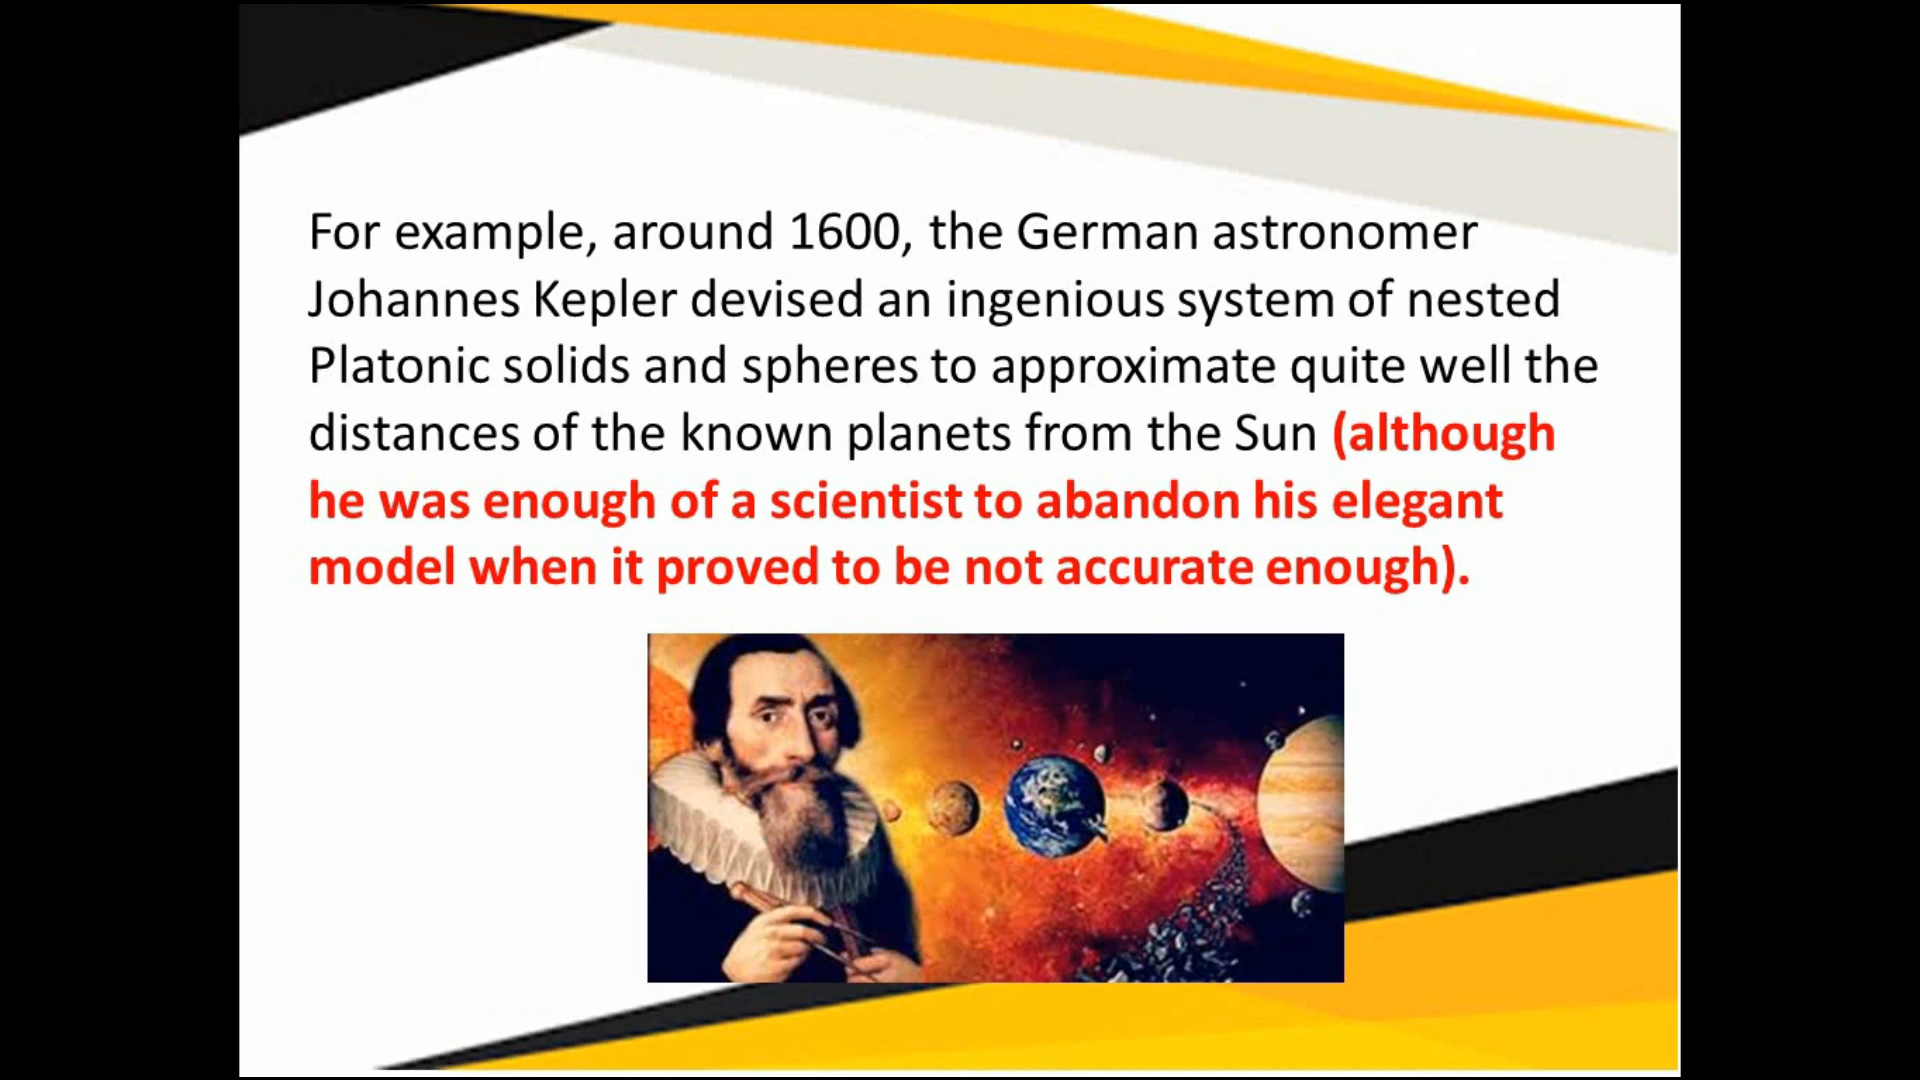 For example, around 1600, the German astronomer
Johannes Kepler devised an ingenious system of nested
Platonic solids and spheres to approximate quite well the
distances of the known planets from the Sun (although
he was enough of a scientist to abandon his elegant
model when it proved to be not accurate enough).